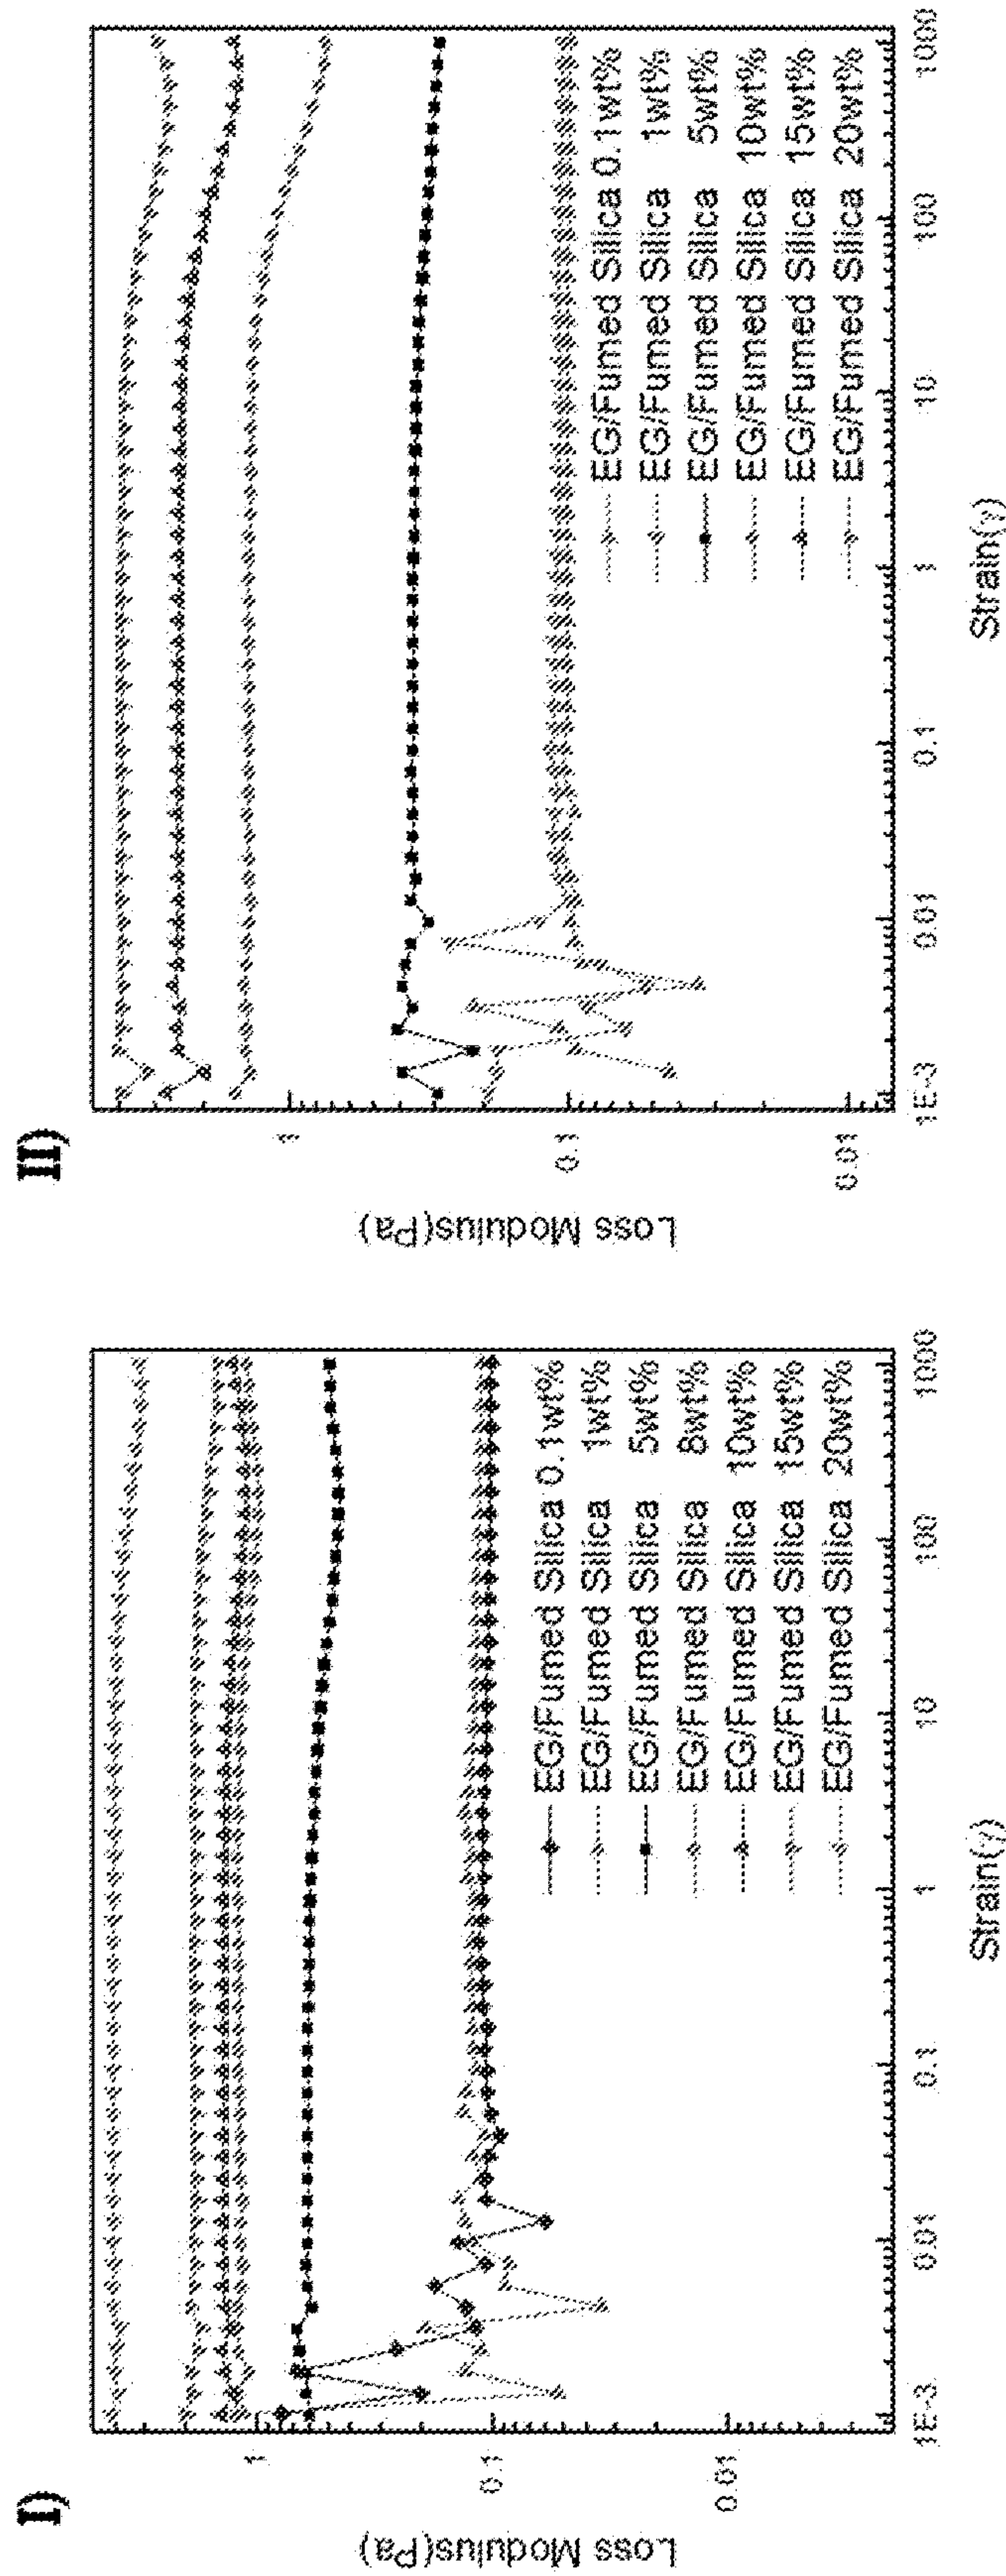 I)
Loss Modulus(Pa)
1
0.1
0.01
EG/Fumed Silica 0.1wt%
EG/Fumed Silica 1wt%
EG/Fumed Silica 5wt%
EG/Fumed Silica 8wt%
EG/Fumed Silica 10wt%
EG/Fumed Silica 15wt%
EG/Fumed Silica 20wt%
1E-3 0.01 0.1 1 10 100 1000
Strain(γ)
II)
Loss Modulus(Pa)
1
0.1
0.01
EG/Fumed Silica 0.1wt%
EG/Fumed Silica 1wt%
EG/Fumed Silica 5wt%
EG/Fumed Silica 10wt%
EG/Fumed Silica 15wt%
EG/Fumed Silica 20wt%
1E-3 0.01 0.1 1 10 100 1000
Strain(γ)